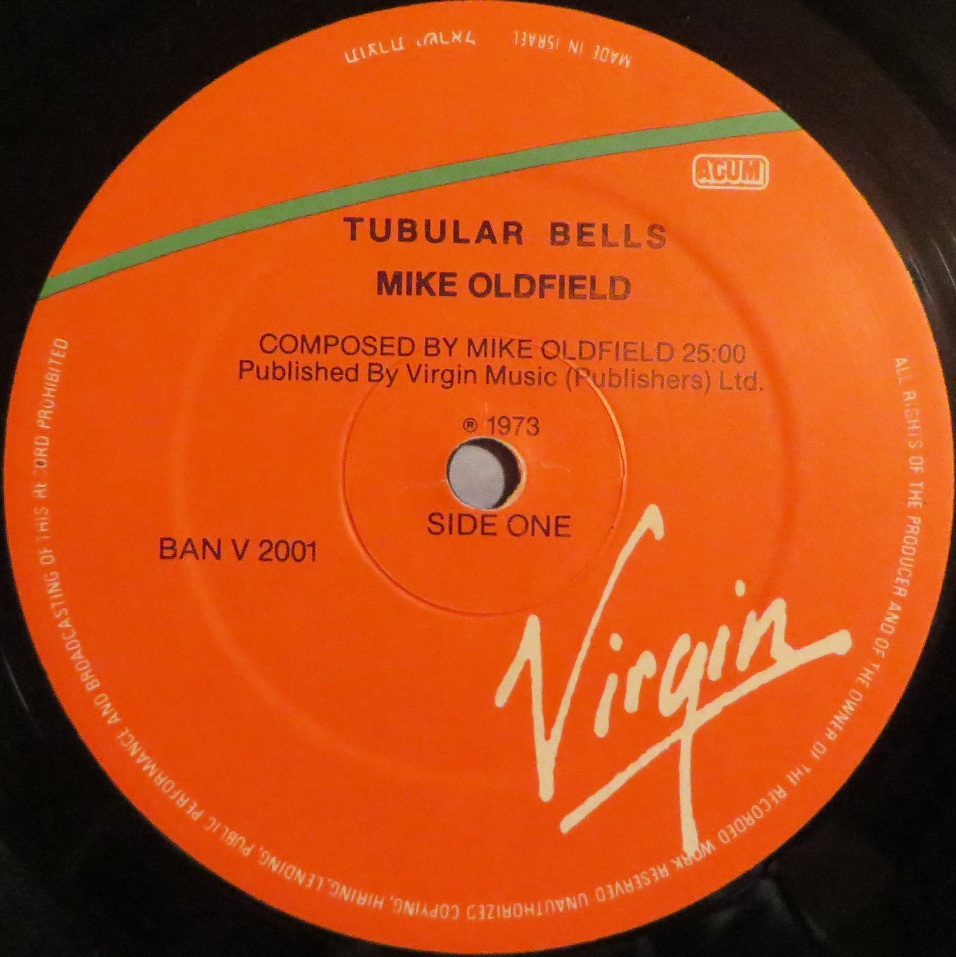 תוצרת ישראל MADE IN ISRAEL
ACUM
TUBULAR BELLS
MIKE OLDFIELD
COMPOSED BY MIKE OLDFIELD 25:00
Published By Virgin Music (Publishers) Ltd.
℗ 1973
SIDE ONE
BAN V 2001
Virgin
ALL RIGHTS OF THE PRODUCER AND OF THE OWNER OF THE RECORDED WORK RESERVED UNAUTHORIZED COPYING, HIRING, LENDING, PUBLIC PERFORMANCE AND BROADCASTING OF THIS RECORD PROHIBITED